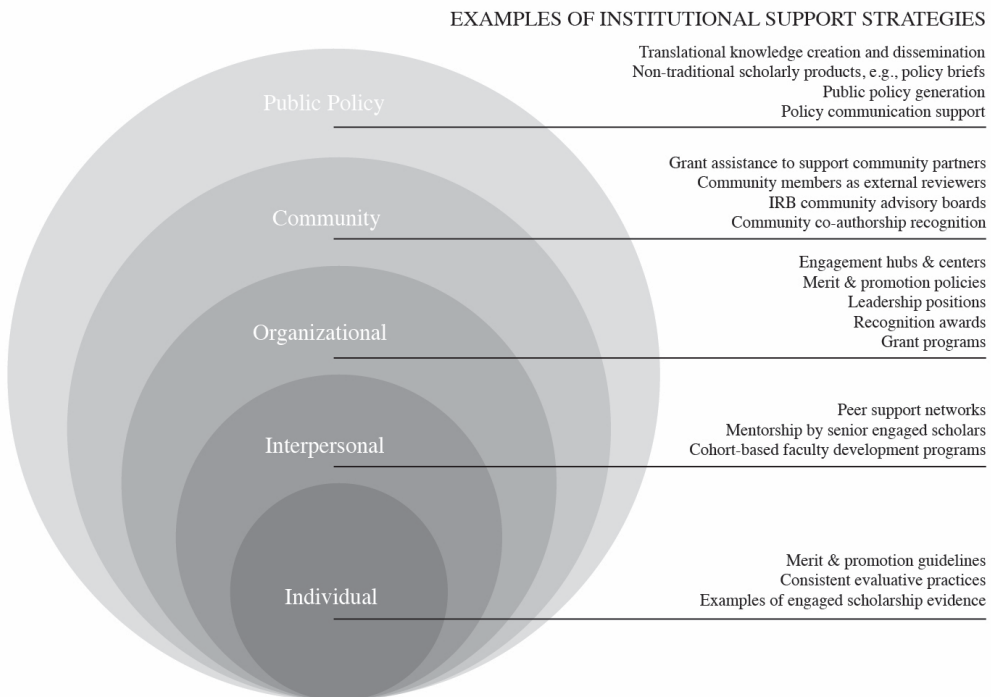 EXAMPLES OF INSTITUTIONAL SUPPORT STRATEGIES
Public Policy
Translational knowledge creation and dissemination
Non-traditional scholarly products, e.g., policy briefs
Public policy generation
Policy communication support
Community
Grant assistance to support community partners
Community members as external reviewers
IRB community advisory boards
Community co-authorship recognition
Organizational
Engagement hubs & centers
Merit & promotion policies
Leadership positions
Recognition awards
Grant programs
Interpersonal
Peer support networks
Mentorship by senior engaged scholars
Cohort-based faculty development programs
Individual
Merit & promotion guidelines
Consistent evaluative practices
Examples of engaged scholarship evidence